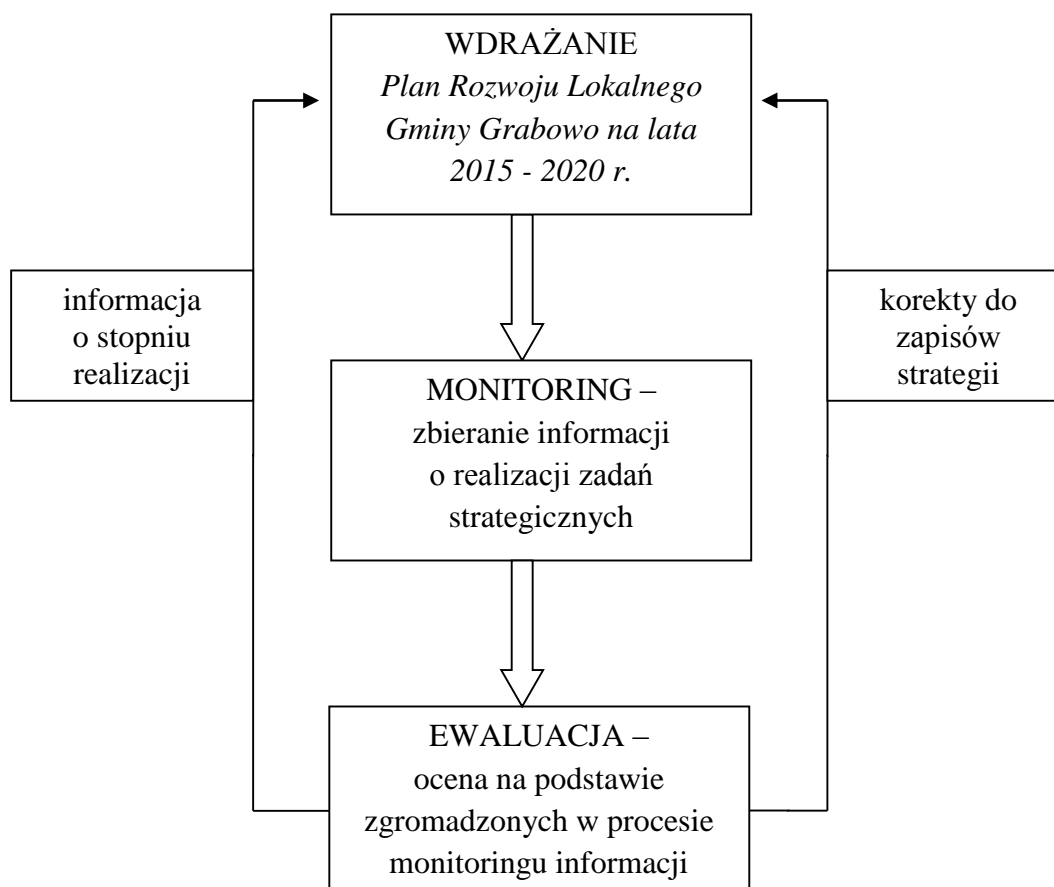 WDRAŻANIE
Plan Rozwoju Lokalnego
Gminy Grabowo na lata
2015 - 2020 r.
informacja
o stopniu
realizacji
korekty do
zapisów
strategii
MONITORING –
zbieranie informacji
o realizacji zadań
strategicznych
EWALUACJA –
ocena na podstawie
zgromadzonych w procesie
monitoringu informacji